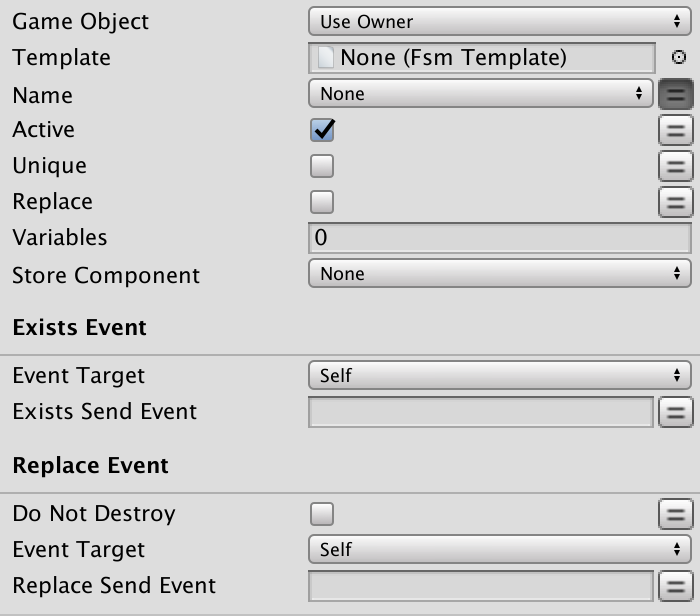 Game Object Use Owner
Template None (Fsm Template)
Name None
Active
Unique
Replace
Variables 0
Store Component None
Exists Event
Event Target Self
Exists Send Event
Replace Event
Do Not Destroy
Event Target Self
Replace Send Event